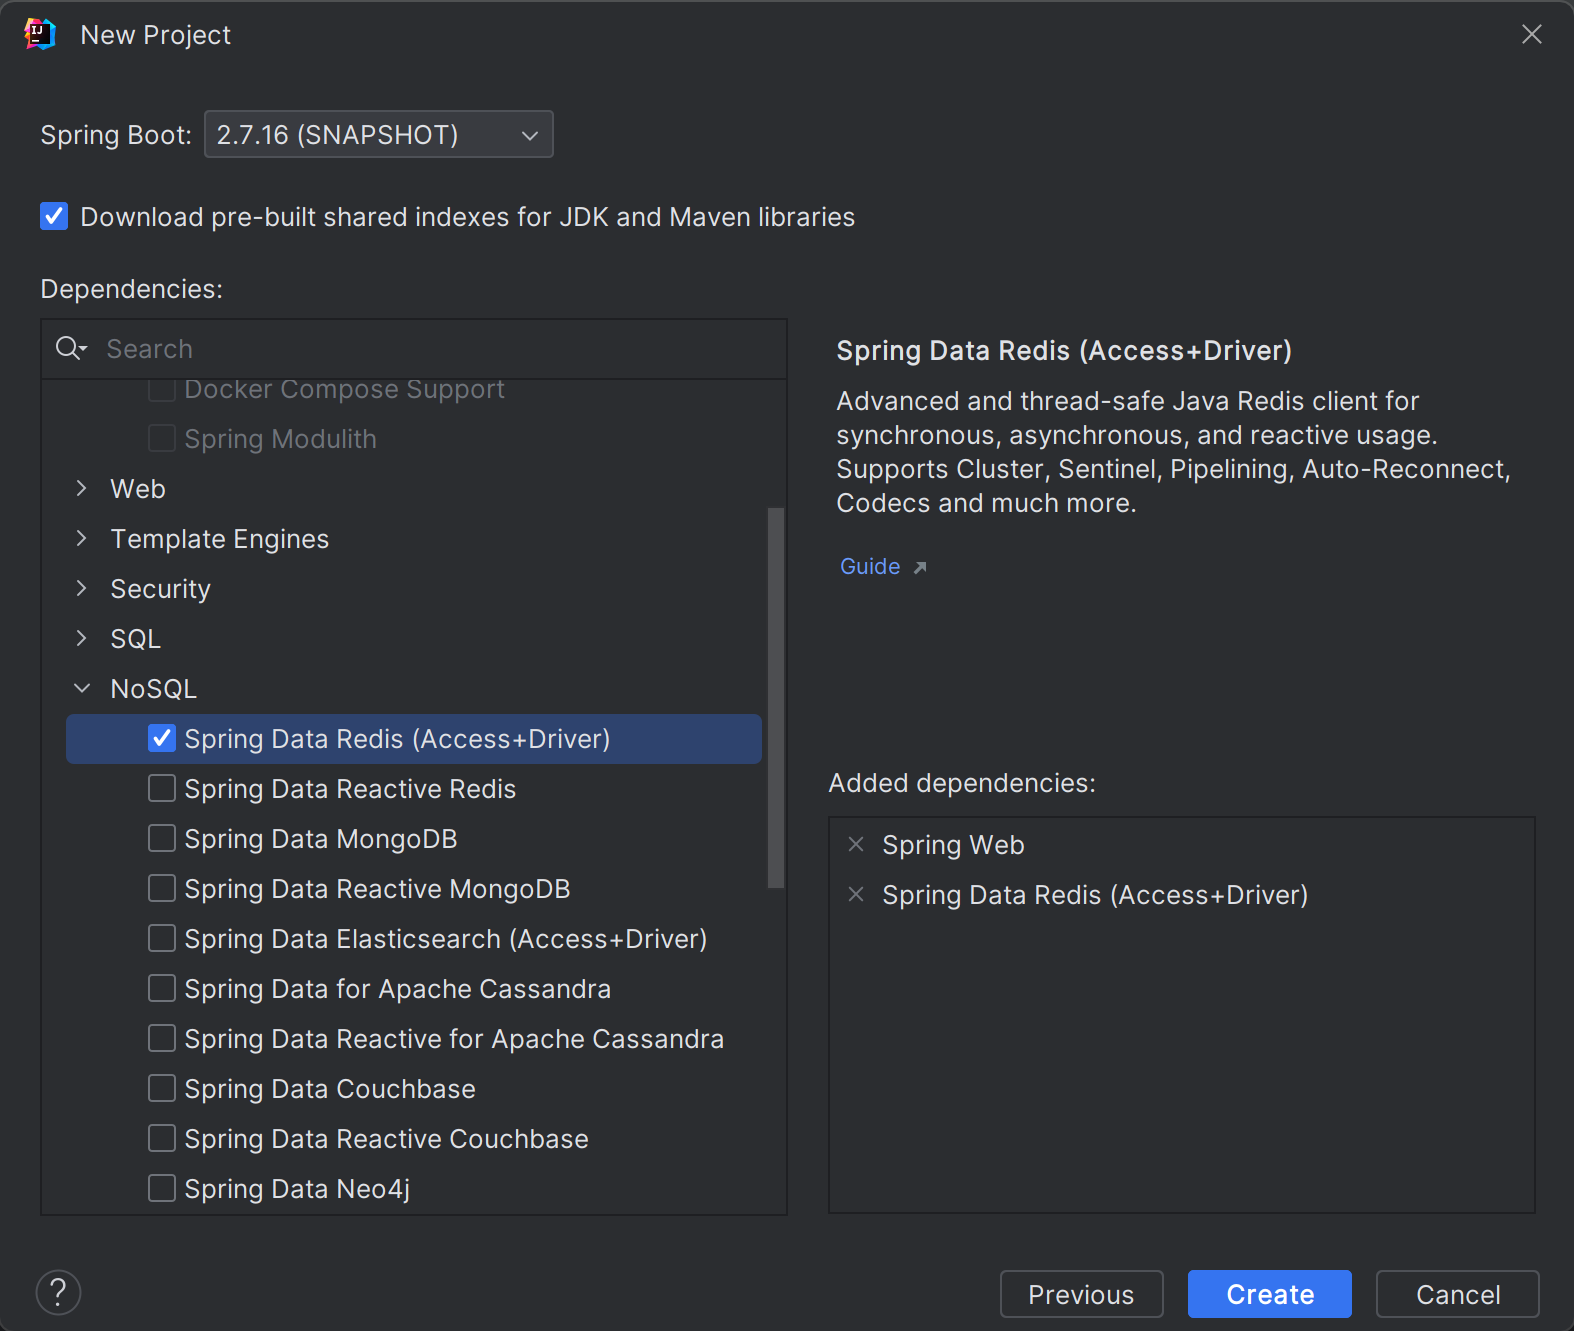 New Project
Spring Boot: 2.7.16 (SNAPSHOT)
Download pre-built shared indexes for JDK and Maven libraries
Dependencies:
Search
Docker Compose Support
Spring Modulith
Web
Template Engines
Security
SQL
NoSQL
Spring Data Redis (Access+Driver)
Spring Data Reactive Redis
Spring Data MongoDB
Spring Data Reactive MongoDB
Spring Data Elasticsearch (Access+Driver)
Spring Data for Apache Cassandra
Spring Data Reactive for Apache Cassandra
Spring Data Couchbase
Spring Data Reactive Couchbase
Spring Data Neo4j
Spring Data Redis (Access+Driver)
Advanced and thread-safe Java Redis client for
synchronous, asynchronous, and reactive usage.
Supports Cluster, Sentinel, Pipelining, Auto-Reconnect,
Codecs and much more.
Guide
Added dependencies:
Spring Web
Spring Data Redis (Access+Driver)
?
Previous
Create
Cancel